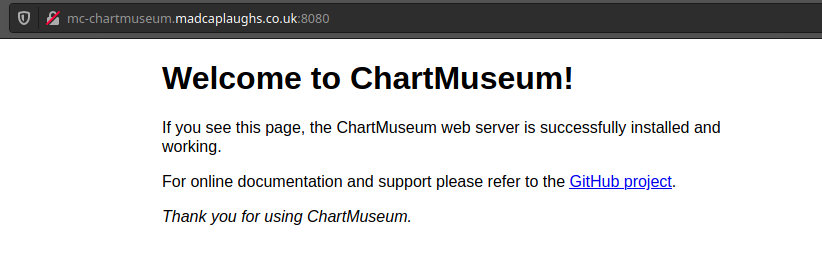 mc-chartmuseum.madcaplaughs.co.uk:8080
Welcome to ChartMuseum!
If you see this page, the ChartMuseum web server is successfully installed and
working.
For online documentation and support please refer to the GitHub project.
Thank you for using ChartMuseum.